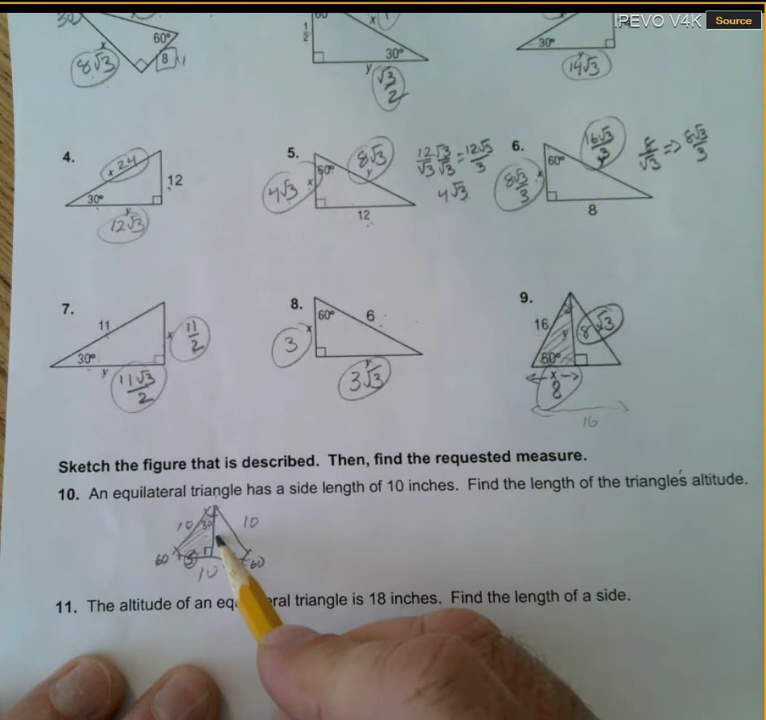 IPEVO V4K Source
30 60° 8 8√3
1/2 60 x 30° y √3/2
30° 14√3
4. x 24 12 30° y 12√3
5. 60° x 8√3 y 4√3 12
12√3/√3√3 = 12√3/3
4√3
6. 60° 16√3/3 x 8√3/3 8
8/√3 => 8√3/3
7. 11 30° x 11/2 y 11√3/2
8. 60° 6 x 3 y 3√3
9. 16 y 8√3 60° x 8
16
Sketch the figure that is described. Then, find the requested measure.
10. An equilateral triangle has a side length of 10 inches. Find the length of the triangle's altitude.
10 30 10
60 5 60
10
11. The altitude of an equ eral triangle is 18 inches. Find the length of a side.